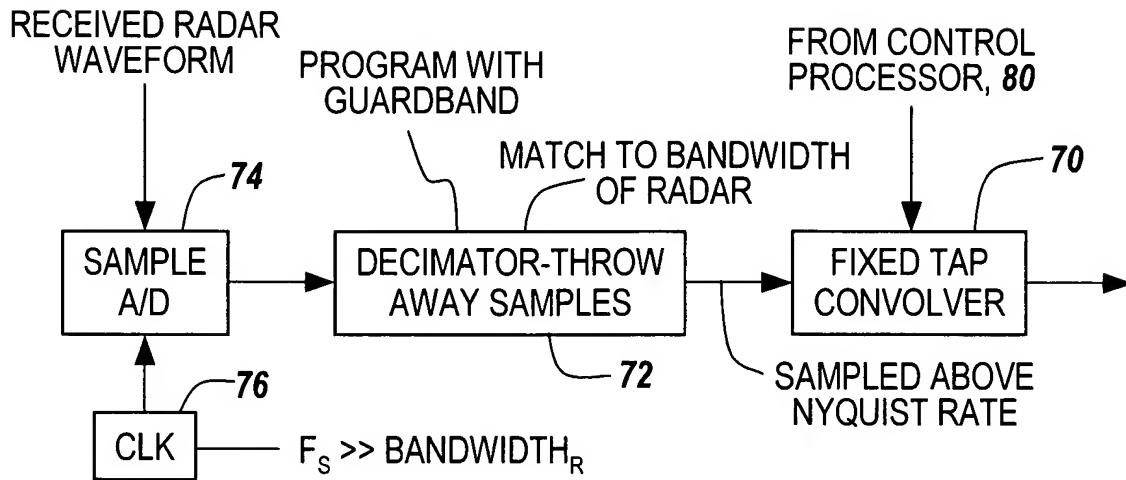 RECEIVED RADAR
WAVEFORM
PROGRAM WITH
GUARDBAND
FROM CONTROL
PROCESSOR, 80
MATCH TO BANDWIDTH
OF RADAR
74
70
SAMPLE
A/D
DECIMATOR-THROW
AWAY SAMPLES
FIXED TAP
CONVOLVER
72
76
SAMPLED ABOVE
NYQUIST RATE
CLK
F_S >> BANDWIDTH_R